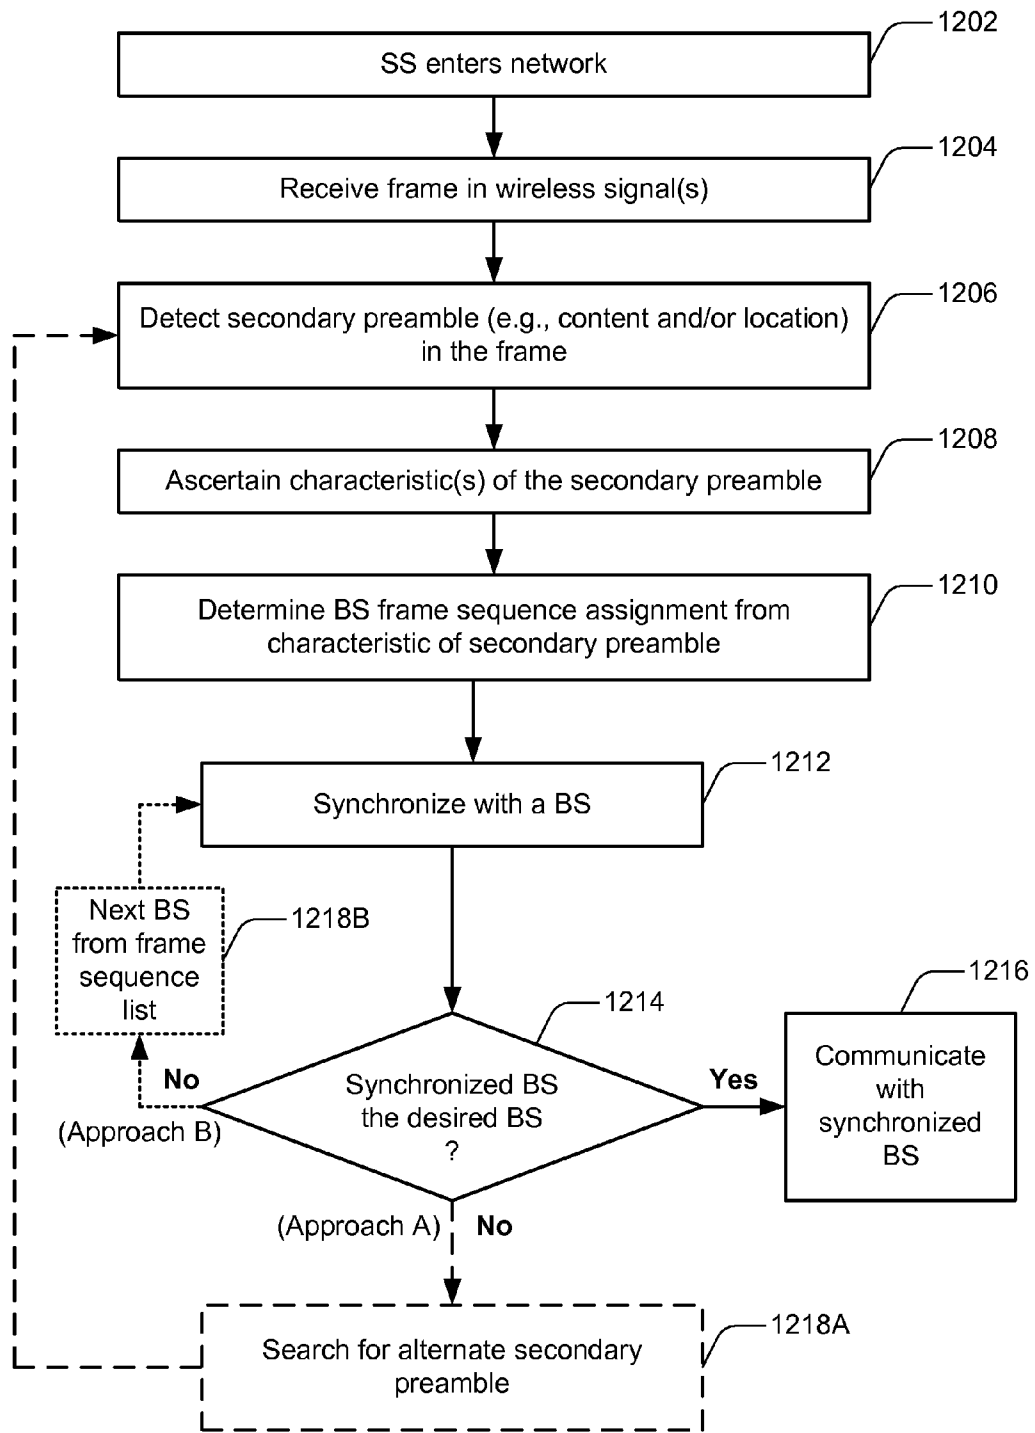 1202
SS enters network
1204
Receive frame in wireless signal(s)
1206
Detect secondary preamble (e.g., content and/or location)
in the frame
1208
Ascertain characteristic(s) of the secondary preamble
1210
Determine BS frame sequence assignment from
characteristic of secondary preamble
1212
Synchronize with a BS
Next BS
from frame
sequence
list
1218B
1216
1214
Communicate
with
synchronized
BS
Synchronized BS
the desired BS
?
No
(Approach B)
Yes
(Approach A)
No
1218A
Search for alternate secondary
preamble